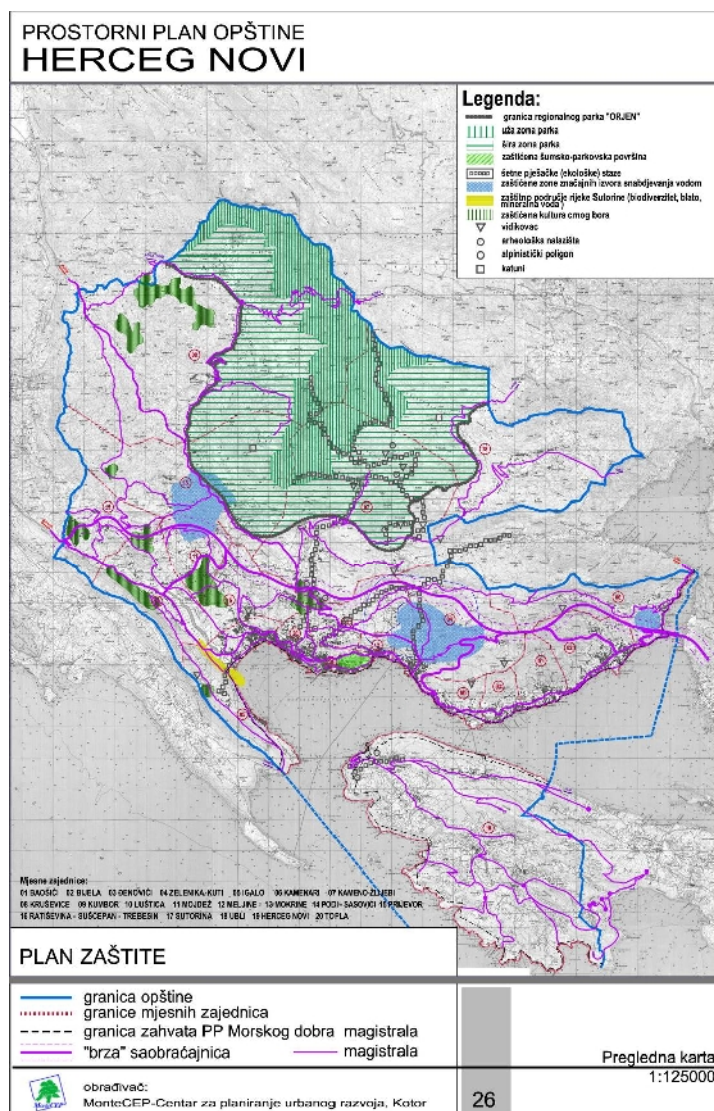 PROSTORNI PLAN OPŠTINE
HERCEG NOVI
Legenda:
granica regionalnog parka "ORJEN"
uža zona parka
šira zona parka
zaštićena šumsko-parkovska površina
šetne pješačke (ekološke) staze
zaštićene zone značajnih izvora snabdjevanja vodom
zaštitno područje rijeke Sutorine (biodiverzitet, blato,
mineralna voda )
zaštićena kultura crnog bora
vidikovac
arheološka nalazišta
alpinistički poligon
katuni
Mjesne zajednice:
01 BAOŠIĆI 02 BIJELA 03 ĐENOVIĆI 04 ZELENIKA-KUTI 05 IGALO 06 KAMENARI 07 KAMENO-ŽLIJEBI
08 KRUŠEVICE 09 KUMBOR 10 LUŠTICA 11 MOJDEŽ 12 MELJINE 13 MOKRINE 14 PODI-SASOVIĆI 15 PRIJEVOR
16 RATIŠEVINA - SUŠĆEPAN - TREBESIN 17 SUTORINA 18 UBLI 19 HERCEG NOVI 20 TOPLA
PLAN ZAŠTITE
granica opštine
granice mjesnih zajednica
granica zahvata PP Morskog dobra magistrala
"brza" saobraćajnica magistrala
Pregledna karta
1:125000
MonteCEP
obrađivač:
MonteCEP-Centar za planiranje urbanog razvoja, Kotor
26